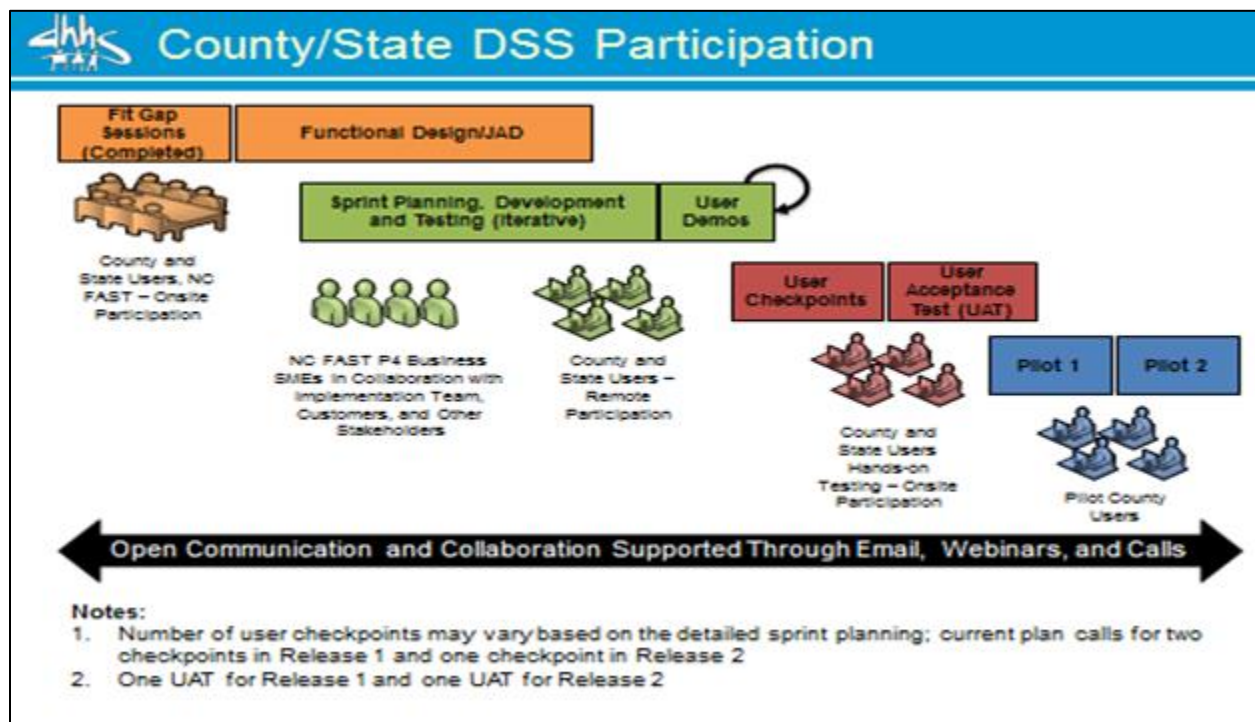 dhhs
County/State DSS Participation
Fit Gap
Sessions
(Completed)
Functional Design/JAD
Sprint Planning, Development
and Testing (Iterative)
User
Demos
County and
State Users, NC
FAST – Onsite
Participation
User
Checkpoints
User
Acceptance
Test (UAT)
NC FAST P4 Business
SMEs in Collaboration with
Implementation Team,
Customers, and Other
Stakeholders
County and
State Users –
Remote
Participation
Pilot 1
Pilot 2
County and
State Users
Hands-on
Testing – Onsite
Participation
Pilot County
Users
Open Communication and Collaboration Supported Through Email, Webinars, and Calls
Notes:
1. Number of user checkpoints may vary based on the detailed sprint planning; current plan calls for two
checkpoints in Release 1 and one checkpoint in Release 2
2. One UAT for Release 1 and one UAT for Release 2